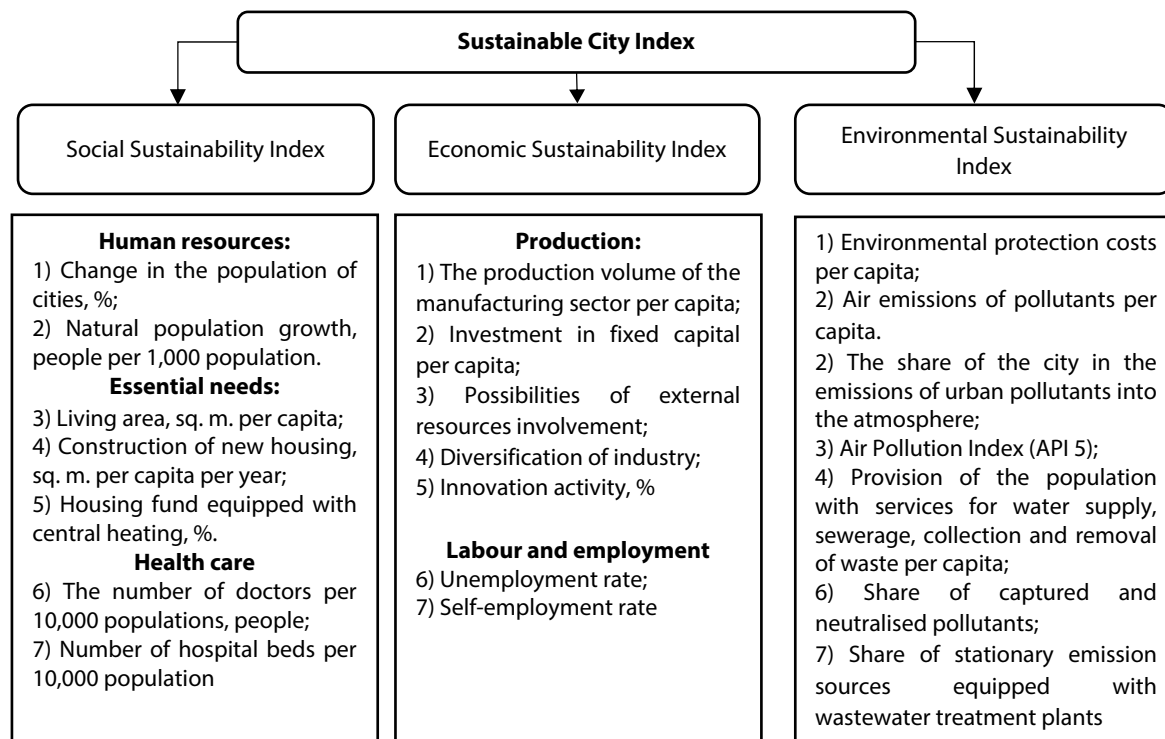 Sustainable City Index
Social Sustainability Index
Economic Sustainability Index
Environmental Sustainability
Index
Human resources:
1) Change in the population of
cities, %;
2) Natural population growth,
people per 1,000 population.
Essential needs:
3) Living area, sq. m. per capita;
4) Construction of new housing,
sq. m. per capita per year;
5) Housing fund equipped with
central heating, %.
Health care
6) The number of doctors per
10,000 populations, people;
7) Number of hospital beds per
10,000 population
Production:
1) The production volume of the
manufacturing sector per capita;
2) Investment in fixed capital
per capita;
3) Possibilities of external
resources involvement;
4) Diversification of industry;
5) Innovation activity, %
Labour and employment
6) Unemployment rate;
7) Self-employment rate
1) Environmental protection costs
per capita;
2) Air emissions of pollutants per
capita.
2) The share of the city in the
emissions of urban pollutants into
the atmosphere;
3) Air Pollution Index (API 5);
4) Provision of the population
with services for water supply,
sewerage, collection and removal
of waste per capita;
6) Share of captured and
neutralised pollutants;
7) Share of stationary emission
sources equipped with
wastewater treatment plants